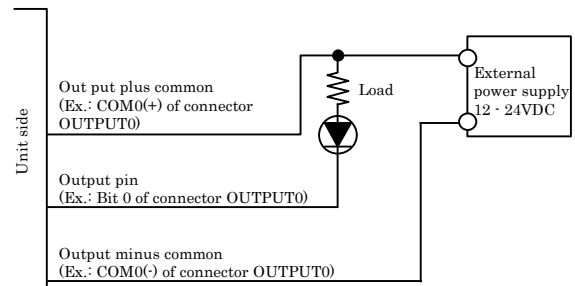 Unit side
Out put plus common
(Ex.: COM0(+) of connector
OUTPUT0)
Load
External
power supply
12 - 24VDC
Output pin
(Ex.: Bit 0 of connector OUTPUT0)
Output minus common
(Ex.: COM0(-) of connector OUTPUT0)